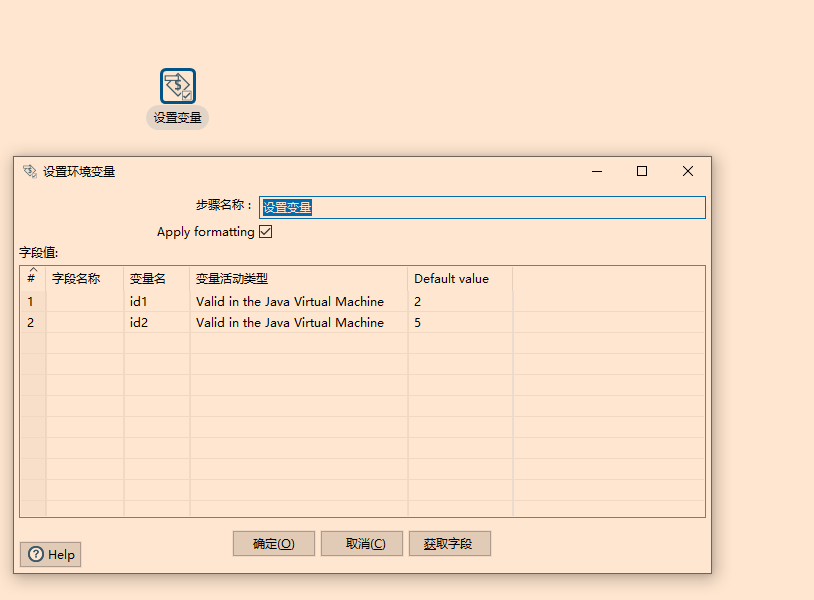 设置变量
设置环境变量
步骤名称：
设置变量
Apply formatting
字段值:
# 字段名称 变量名 变量活动类型 Default value
1 id1 Valid in the Java Virtual Machine 2
2 id2 Valid in the Java Virtual Machine 5
Help 确定(O) 取消(C) 获取字段